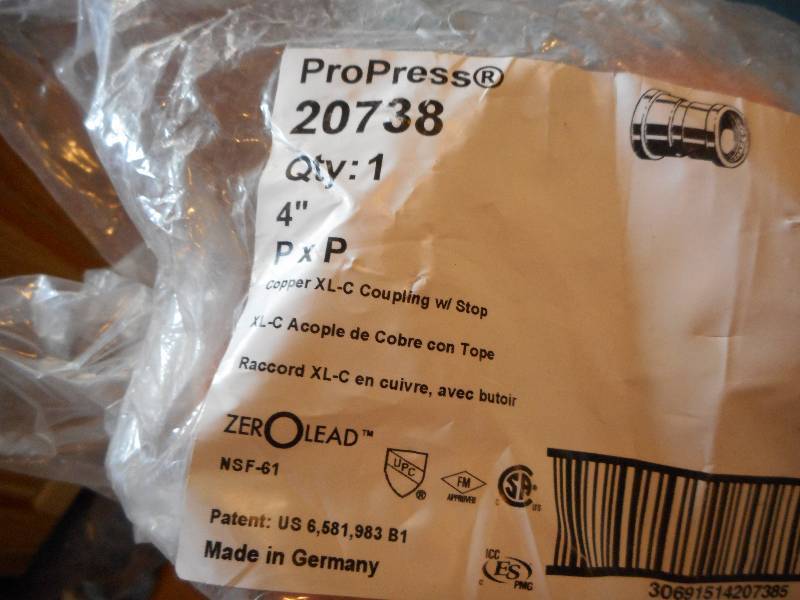 ProPress®
20738
Qty: 1
4"
P x P
Copper XL-C Coupling w/ Stop
XL-C Acople de Cobre con Tope
Raccord XL-C en cuivre, avec butoir
ZEROLEAD™
NSF-61
UPC ®
FM
APPROVED
C SA® US
Patent: US 6,581,983 B1
Made in Germany
ICC
C ES PMG
30691514207385